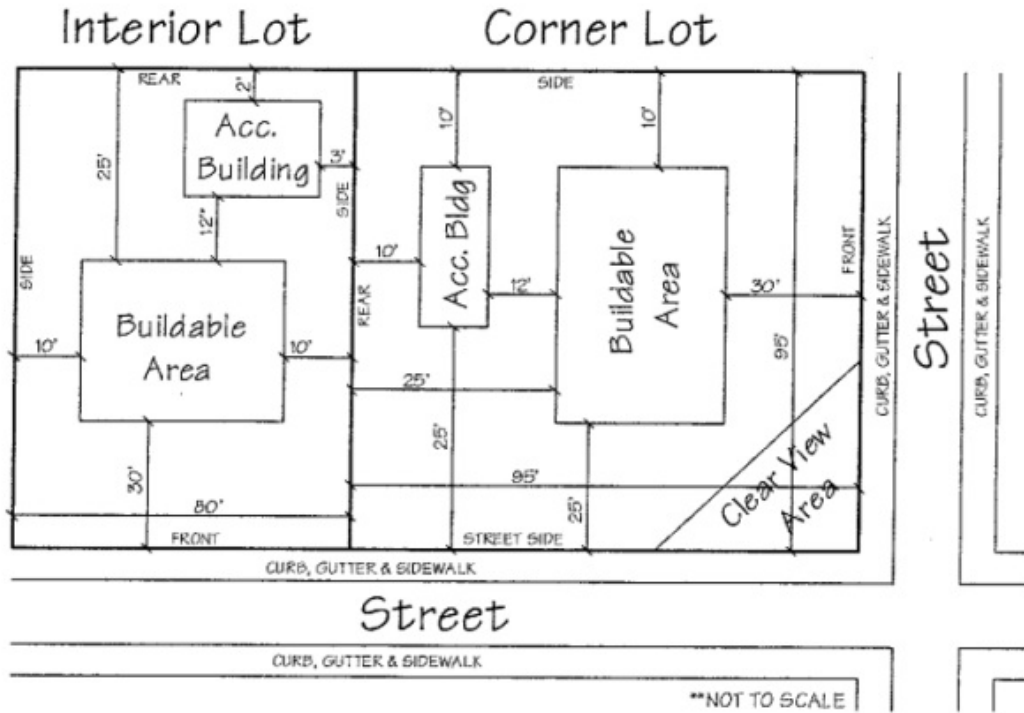 Interior Lot
Corner Lot
REAR
2'
SIDE
25'
Acc.
Building
3'
SIDE
12'
10'
10'
Acc. Bldg
Buildable
Area
FRONT
CURB, GUTTER & SIDEWALK
Street
CURB, GUTTER & SIDEWALK
SIDE
Buildable
Area
10'
10'
10'
REAR
12'
30'
95'
25'
25'
30'
80'
FRONT
95'
25'
STREET SIDE
Clear View
Area
CURB, GUTTER & SIDEWALK
Street
CURB, GUTTER & SIDEWALK
**NOT TO SCALE